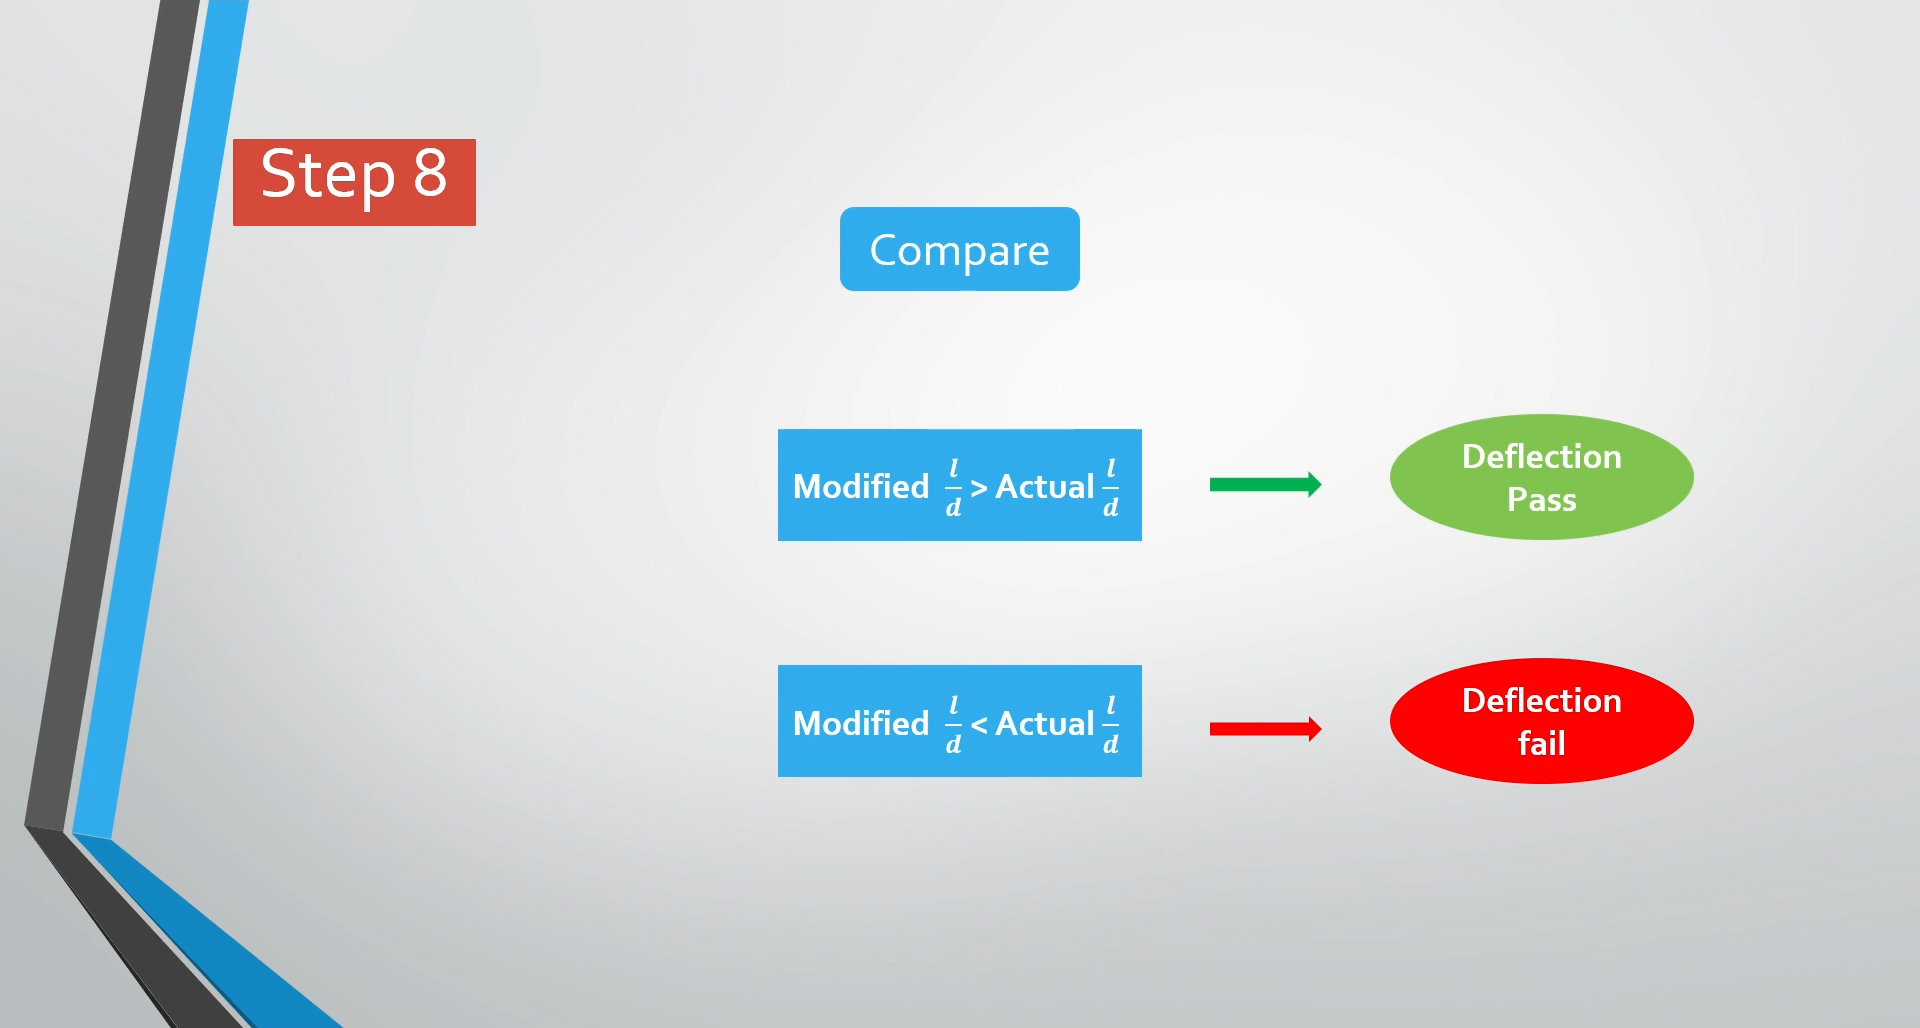 Step 8
Compare
Modified l/d > Actual l/d
Deflection
Pass
Modified l/d < Actual l/d
Deflection
fail